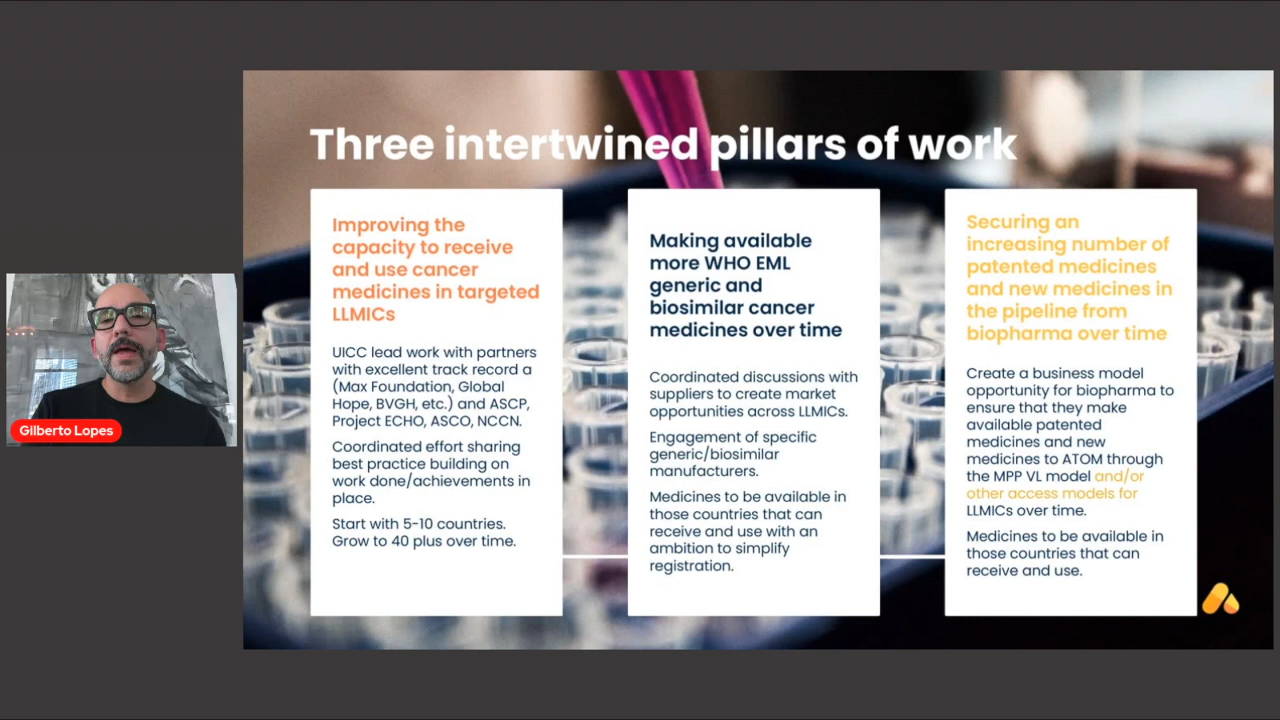 Three intertwined pillars of work
Improving the
capacity to receive
and use cancer
medicines in targeted
LLMICs
UICC lead work with partners
with excellent track record a
(Max Foundation, Global
Hope, BVGH, etc.) and ASCP,
Project ECHO, ASCO, NCCN.
Coordinated effort sharing
best practice building on
work done/achievements in
place.
Start with 5-10 countries.
Grow to 40 plus over time.
Making available
more WHO EML
generic and
biosimilar cancer
medicines over time
Coordinated discussions with
suppliers to create market
opportunities across LLMICs.
Engagement of specific
generic/biosimilar
manufacturers.
Medicines to be available in
those countries that can
receive and use with an
ambition to simplify
registration.
Securing an
increasing number of
patented medicines
and new medicines in
the pipeline from
biopharma over time
Create a business model
opportunity for biopharma to
ensure that they make
available patented
medicines and new
medicines to ATOM through
the MPP VL model and/or
other access models for
LLMICs over time.
Medicines to be available in
those countries that can
receive and use.
Gilberto Lopes